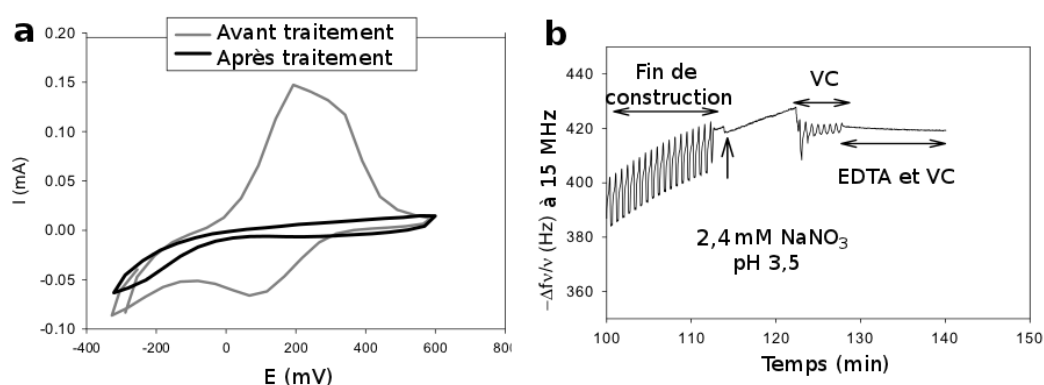 a
Avant traitement
Après traitement
I (mA)
0.20
0.15
0.10
0.05
0.00
-0.05
-0.10
-400
-200
0
200
400
600
800
E (mV)
b
−Δfν/ν (Hz) à 15 MHz
440
420
400
380
360
Fin de
construction
VC
EDTA et VC
2,4 mM NaNO₃
pH 3,5
100
110
120
130
140
150
Temps (min)